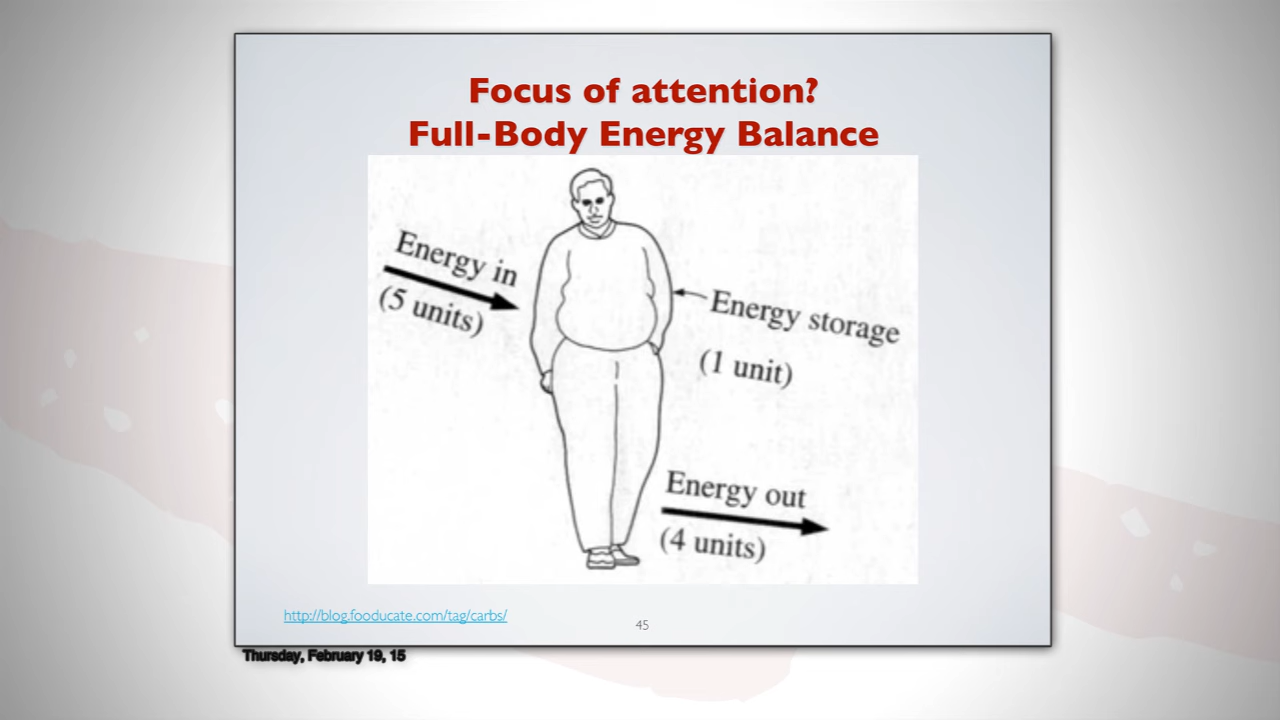 Focus of attention?
Full-Body Energy Balance
Energy in
(5 units)
Energy storage
(1 unit)
Energy out
(4 units)
http://blog.fooducate.com/tag/carbs/
45
Thursday, February 19, 15